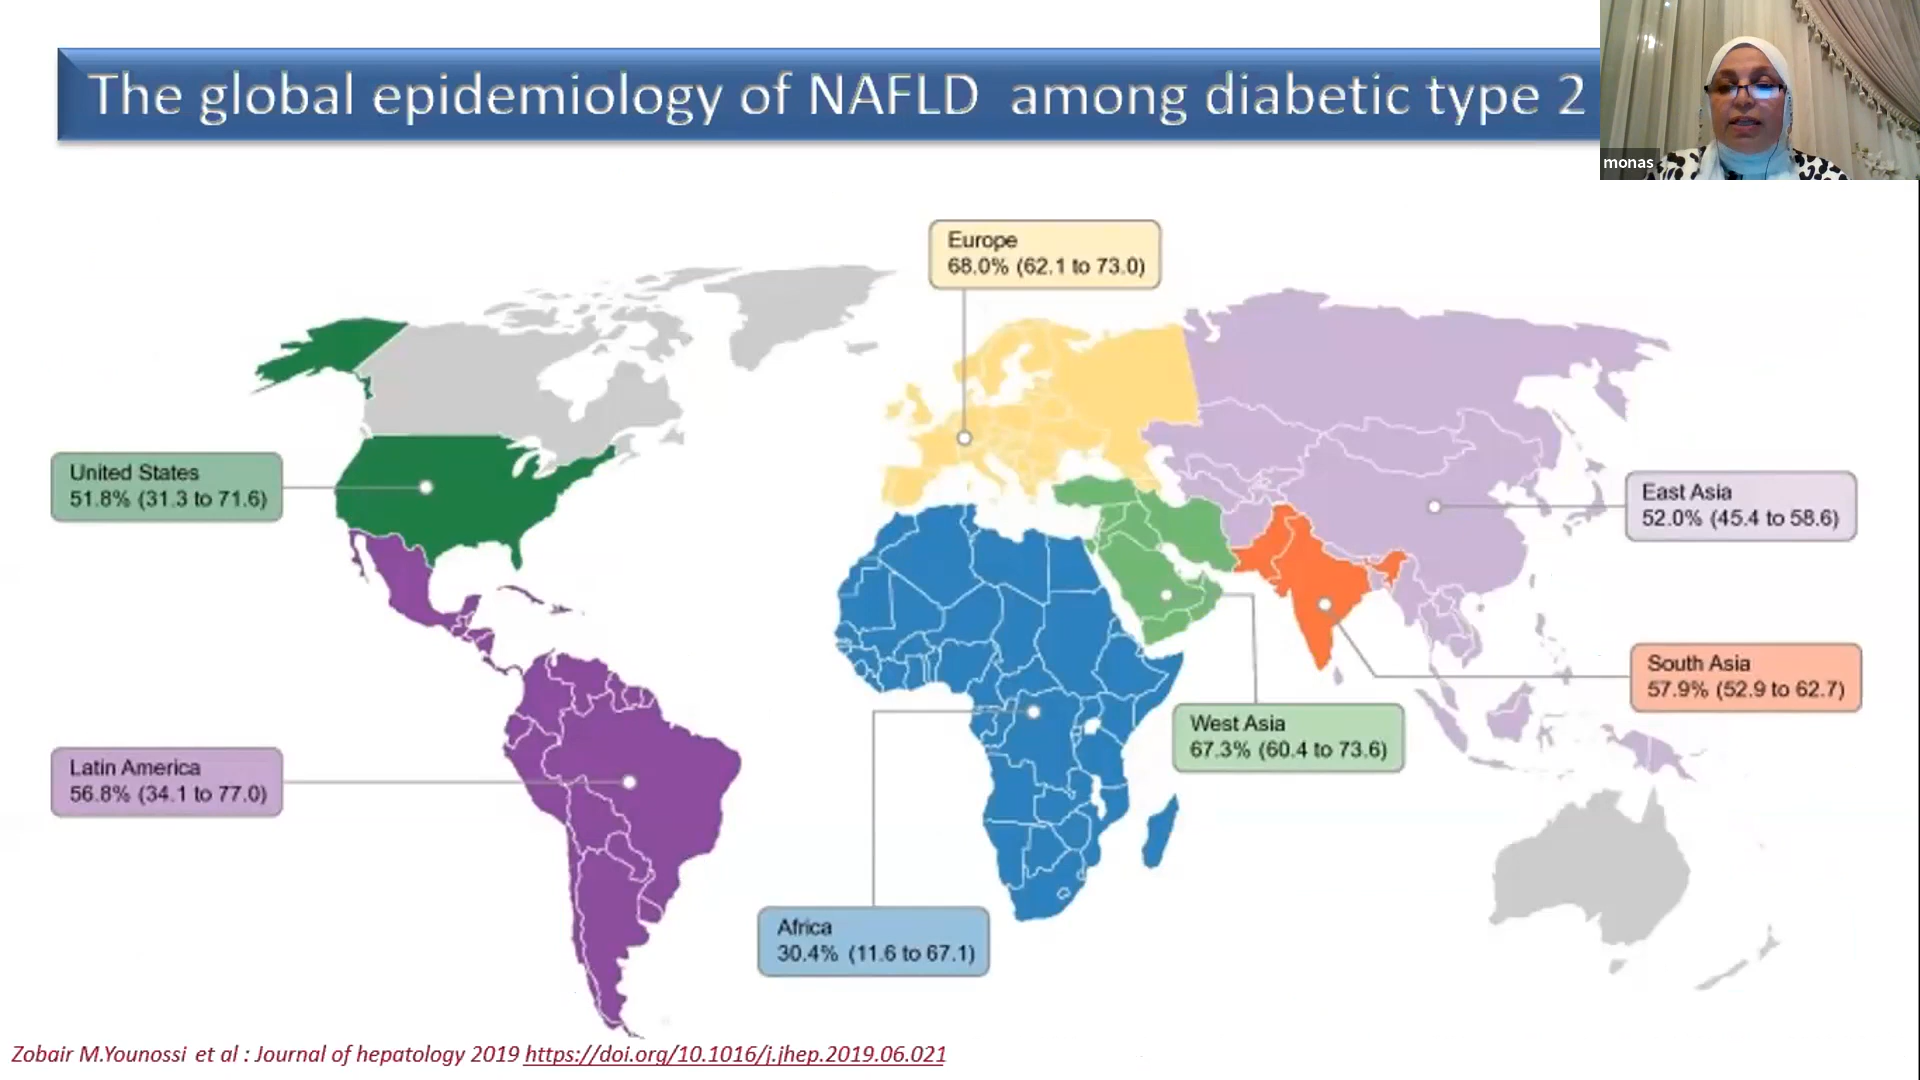 The global epidemiology of NAFLD among diabetic type 2
monas
Europe
68.0% (62.1 to 73.0)
United States
51.8% (31.3 to 71.6)
East Asia
52.0% (45.4 to 58.6)
South Asia
57.9% (52.9 to 62.7)
West Asia
67.3% (60.4 to 73.6)
Latin America
56.8% (34.1 to 77.0)
Africa
30.4% (11.6 to 67.1)
Zobair M.Younossi et al : Journal of hepatology 2019 https://doi.org/10.1016/j.jhep.2019.06.021